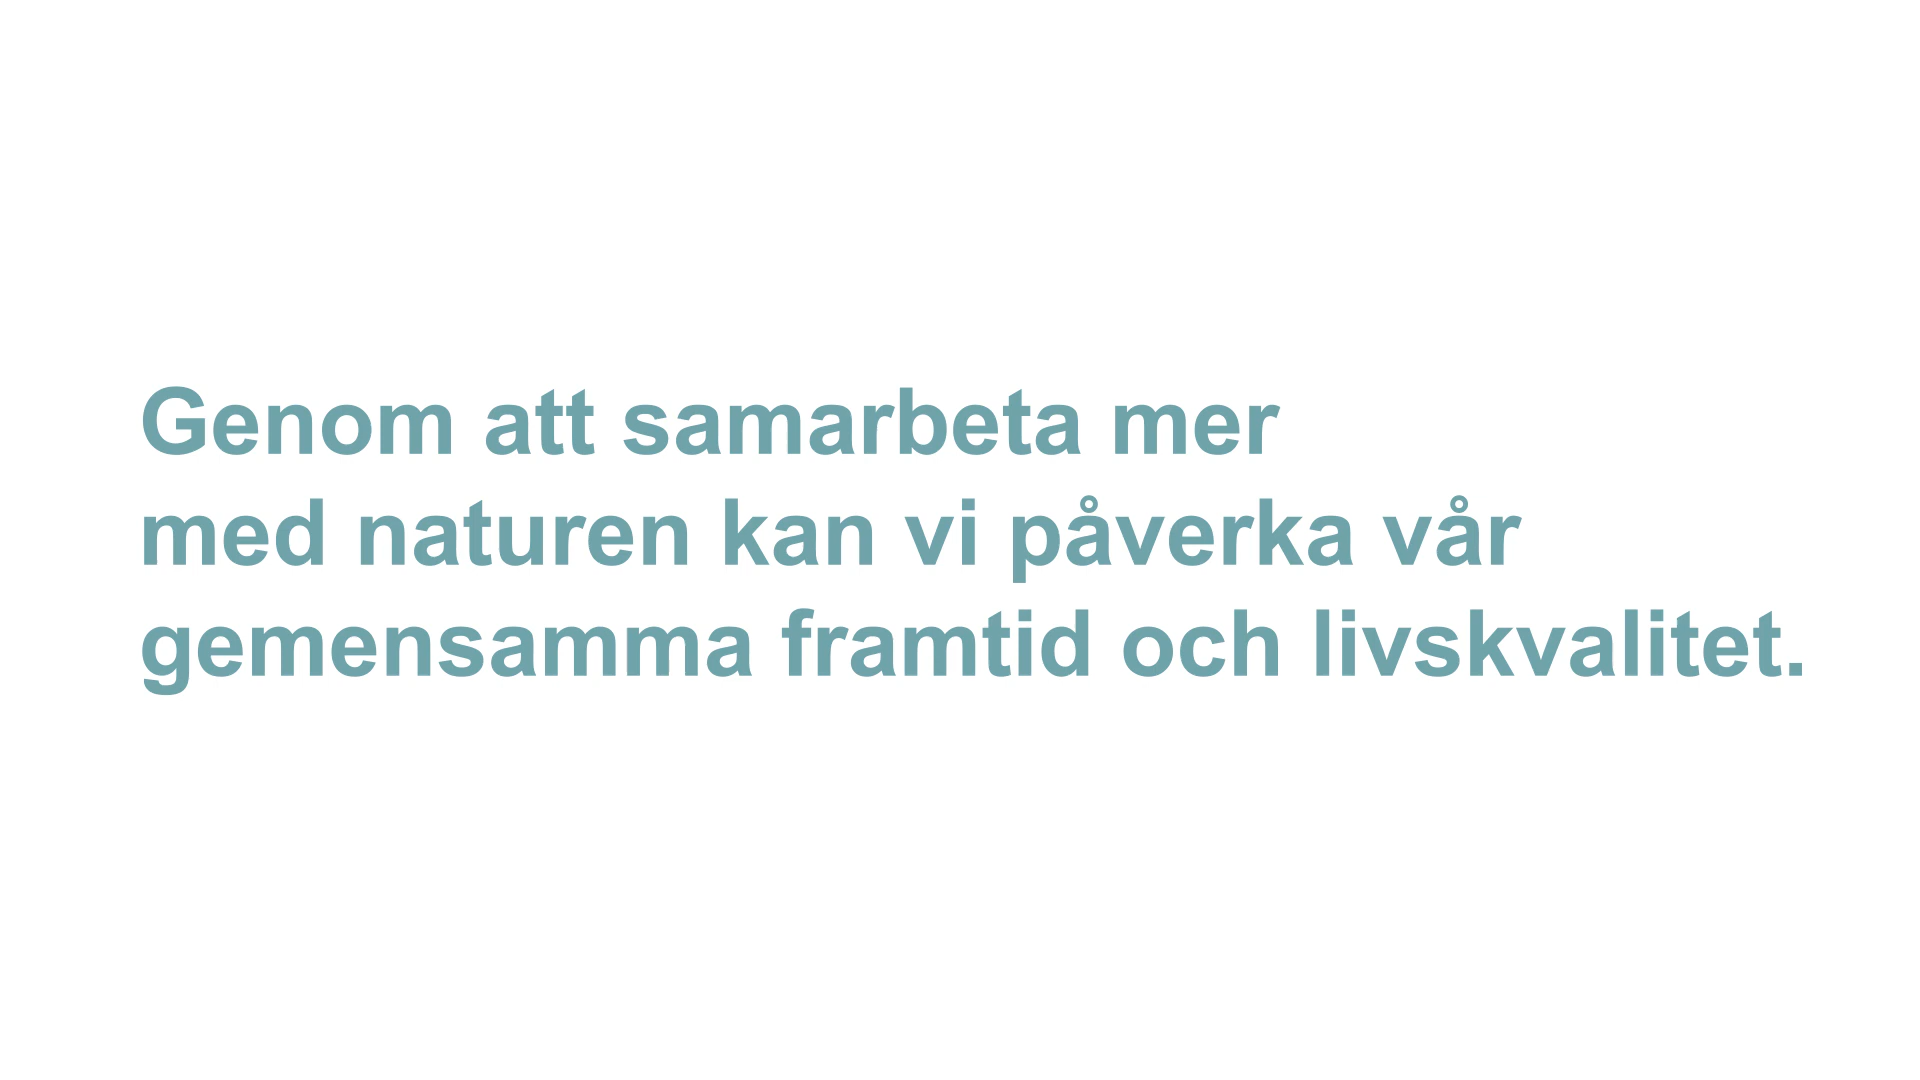 Genom att samarbeta mer
med naturen kan vi påverka vår
gemensamma framtid och livskvalitet.